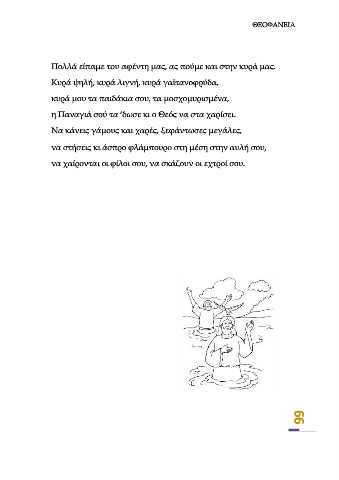 ΘΕΟΦΑΝΕΙΑ
Πολλά είπαμε του αφέντη μας, ας πούμε και στην κυρά μας.
Κυρά ψηλή, κυρά λιγνή, κυρά γαϊτανοφρύδα,
κυρά μου τα παιδάκια σου, τα μοσχομυρισμένα,
η Παναγιά σού τα ‘δωσε κι ο Θεός να στα χαρίσει.
Να κάνεις γάμους και χαρές, ξεφάντωσες μεγάλες,
να στήσεις κι άσπρο φλάμπουρο στη μέση στην αυλή σου,
να χαίρονται οι φίλοι σου, να σκάζουν οι εχτροί σου.
99